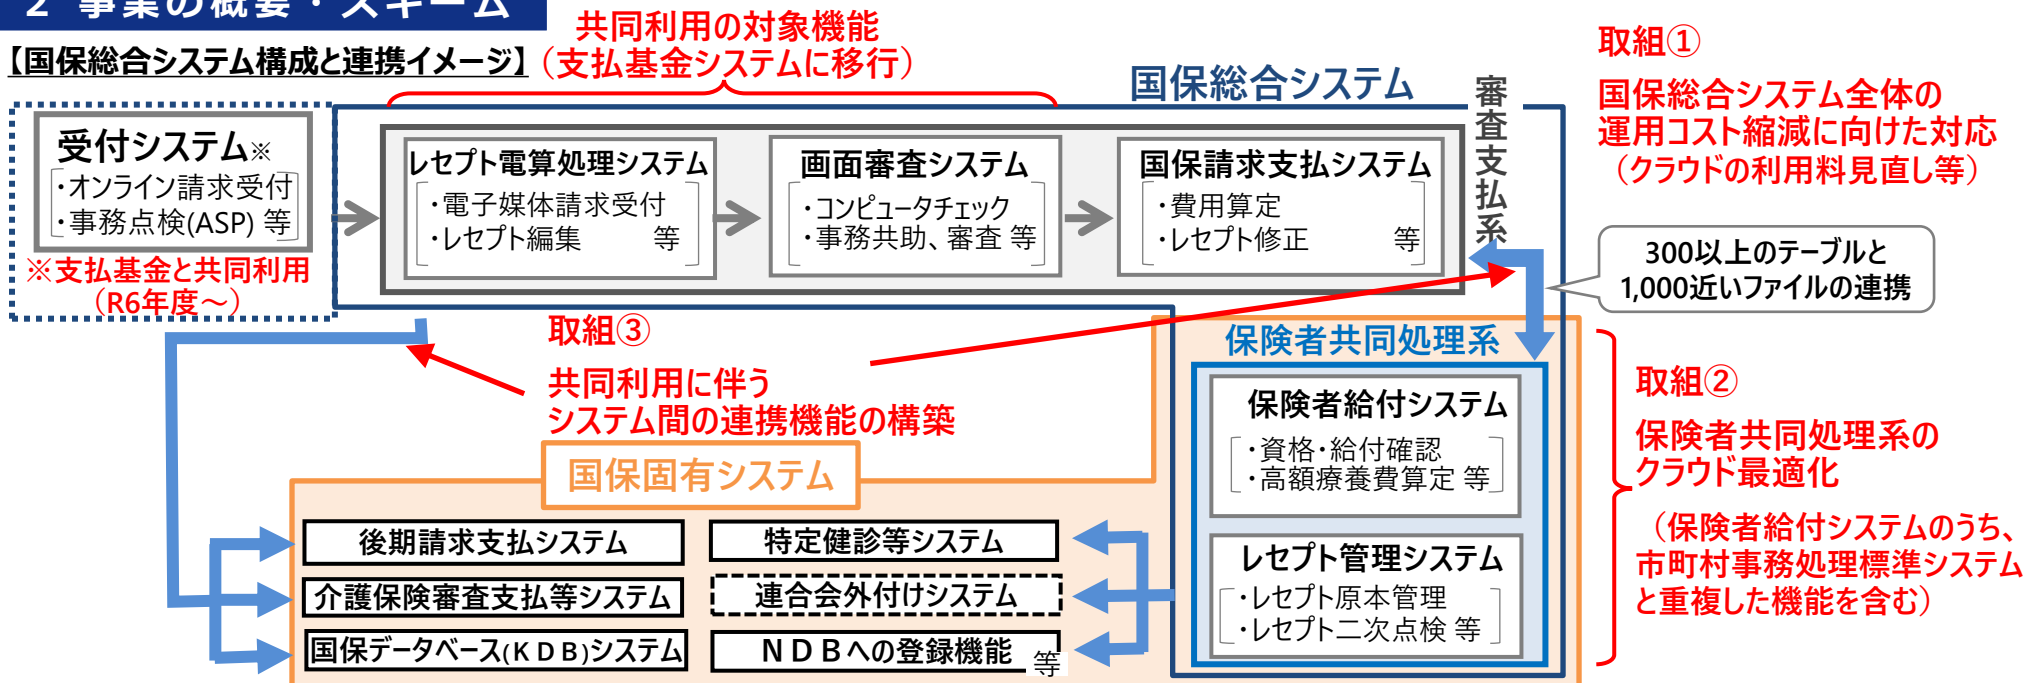 2 事業の概要・スキーム
【国保総合システム構成と連携イメージ】
共同利用の対象機能
（支払基金システムに移行）
国保総合システム
審査支払系
受付システム※
・オンライン請求受付
・事務点検(ASP) 等
※支払基金と共同利用
（R6年度～）
レセプト電算処理システム
・電子媒体請求受付
・レセプト編集 等
画面審査システム
・コンピュータチェック
・事務共助、審査 等
国保請求支払システム
・費用算定
・レセプト修正 等
取組①
国保総合システム全体の
運用コスト縮減に向けた対応
（クラウドの利用料見直し等）
300以上のテーブルと
1,000近いファイルの連携
取組③
共同利用に伴う
システム間の連携機能の構築
保険者共同処理系
保険者給付システム
・資格・給付確認
・高額療養費算定 等
レセプト管理システム
・レセプト原本管理
・レセプト二次点検 等
取組②
保険者共同処理系の
クラウド最適化
（保険者給付システムのうち、
市町村事務処理標準システム
と重複した機能を含む）
国保固有システム
後期請求支払システム
介護保険審査支払等システム
国保データベース(ＫＤＢ)システム
特定健診等システム
連合会外付けシステム
ＮＤＢへの登録機能 等